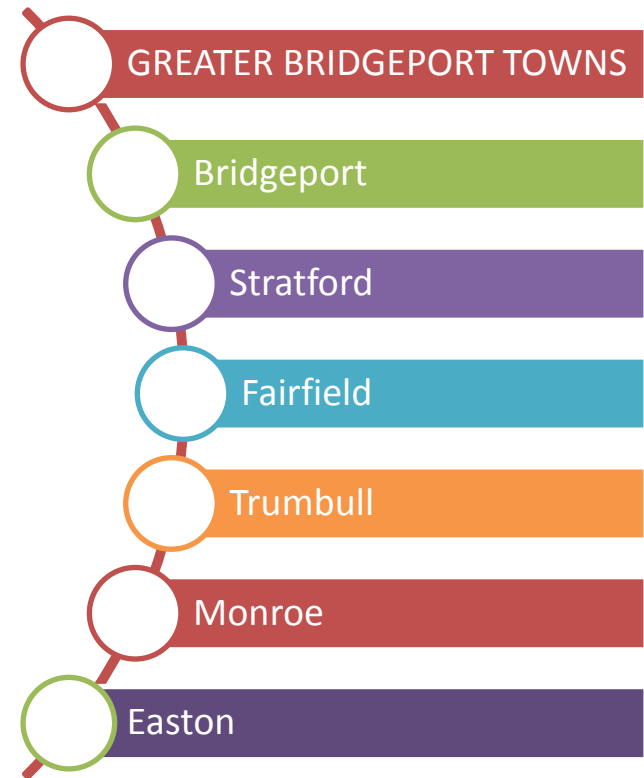 GREATER BRIDGEPORT TOWNS
Bridgeport
Stratford
Fairfield
Trumbull
Monroe
Easton